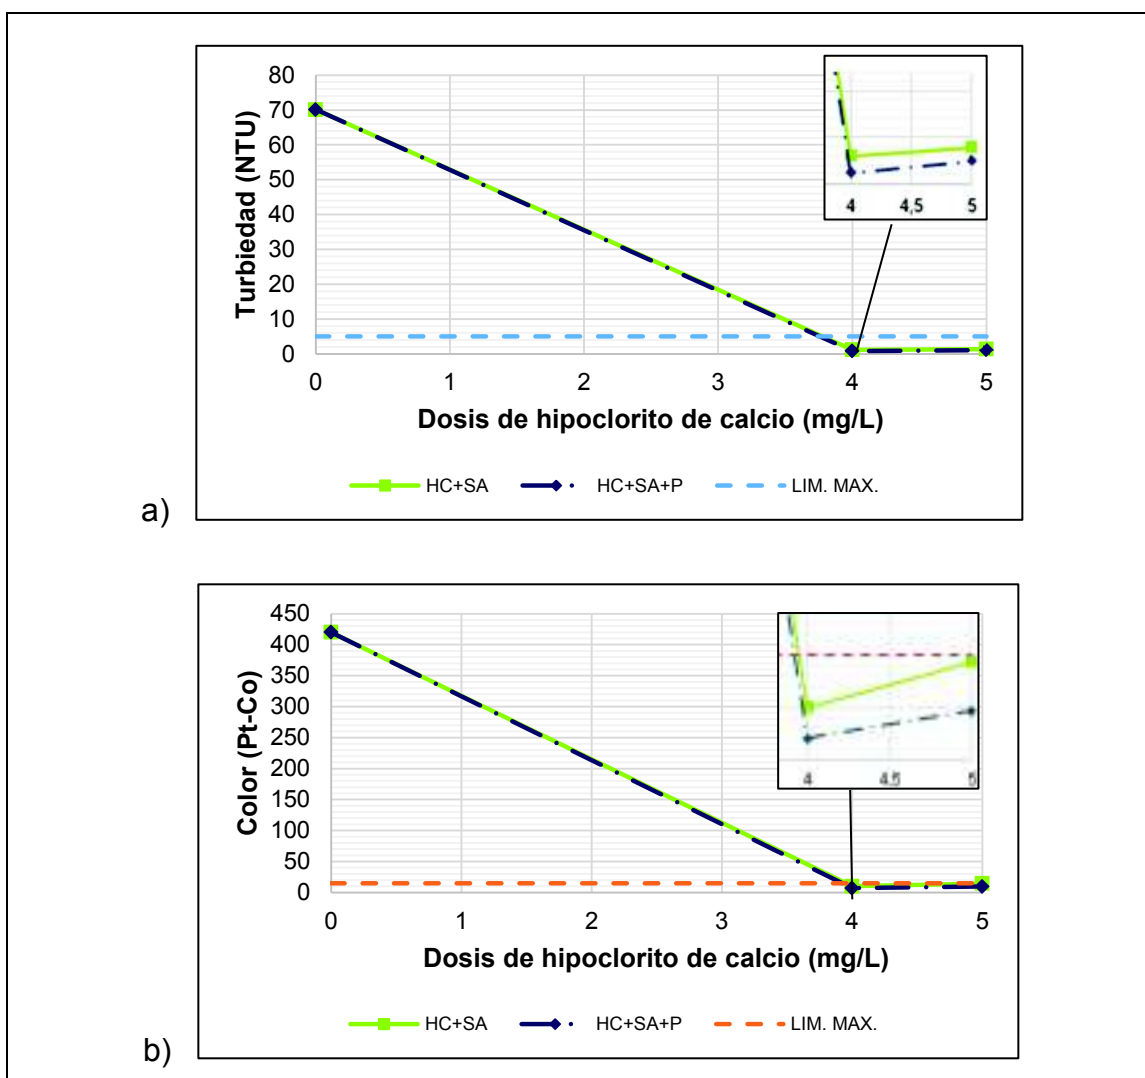 80
70
60
50
40
30
20
10
0
Turbiedad (NTU)
0 1 2 3 4 5
Dosis de hipoclorito de calcio (mg/L)
4 4,5 5
HC+SA HC+SA+P LIM. MAX.
a)
450
400
350
300
250
200
150
100
50
0
Color (Pt-Co)
0 1 2 3 4 5
Dosis de hipoclorito de calcio (mg/L)
4 4,5 5
HC+SA HC+SA+P LIM. MAX.
b)